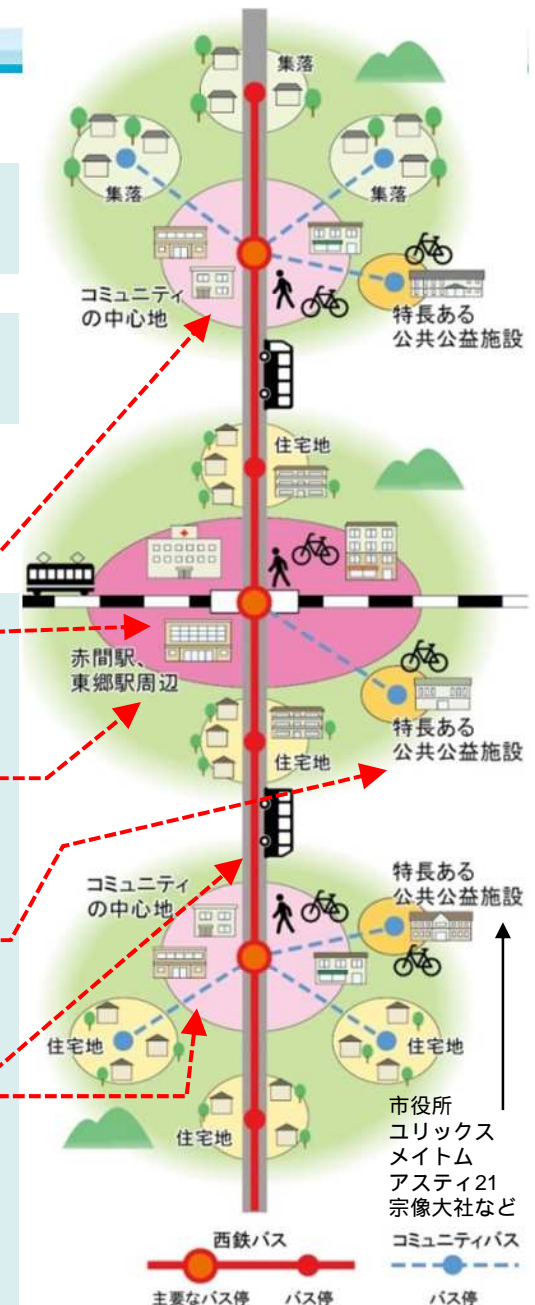 集落
集落
集落
コミュニティ
の中心地
特長ある
公共公益施設
住宅地
赤間駅、
東郷駅周辺
特長ある
公共公益施設
住宅地
コミュニティ
の中心地
特長ある
公共公益施設
住宅地
住宅地
住宅地
市役所
ユリックス
メイトム
アスティ21
宗像大社など
西鉄バス
コミュニティバス
主要なバス停
バス停
バス停